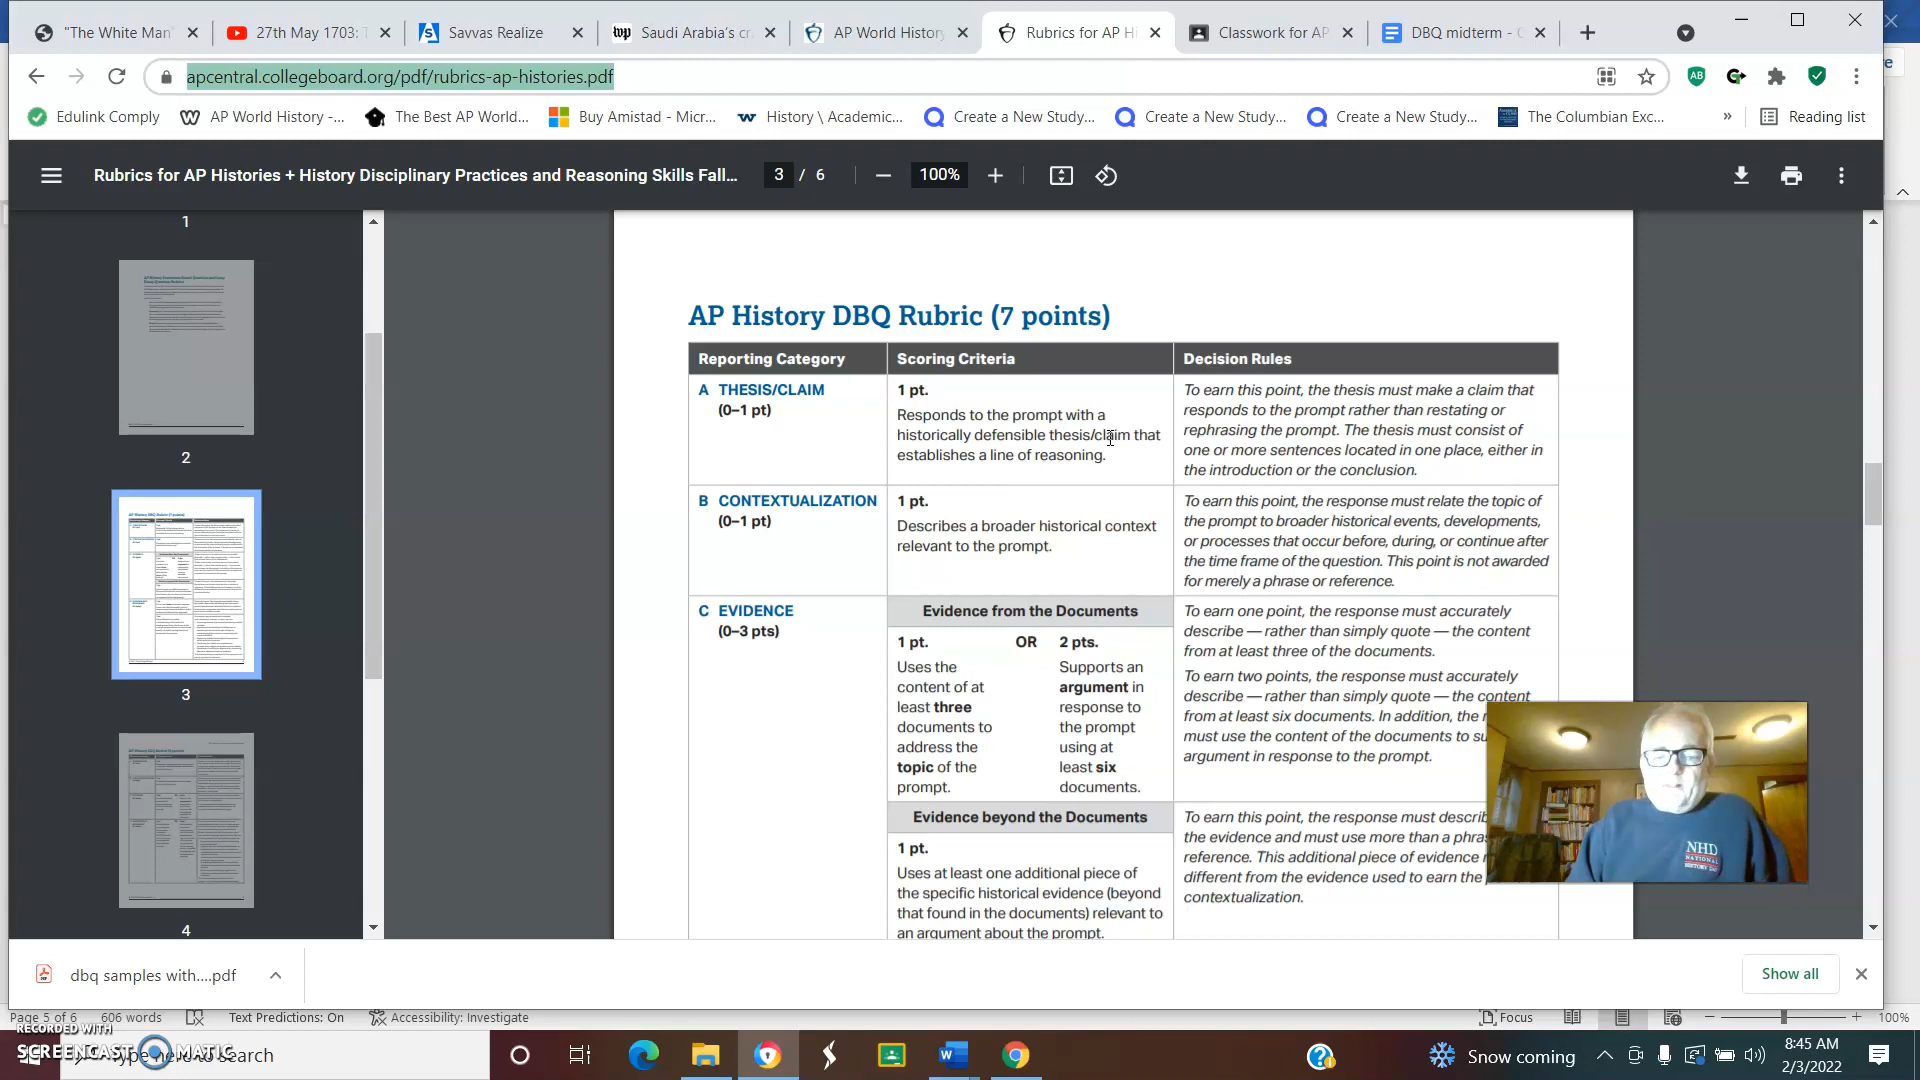 "The White Man'
27th May 1703: T
Savvas Realize
Saudi Arabia's cr
AP World History
Rubrics for AP Hi
Classwork for AP
DBQ midterm - G
apcentral.collegeboard.org/pdf/rubrics-ap-histories.pdf
Edulink Comply
AP World History -...
The Best AP World...
Buy Amistad - Micr...
History \ Academic...
Create a New Study...
Create a New Study...
Create a New Study...
The Columbian Exc...
»
Reading list
Rubrics for AP Histories + History Disciplinary Practices and Reasoning Skills Fall...
3 / 6
100%
1
2
3
4
AP History DBQ Rubric (7 points)
Reporting Category
Scoring Criteria
Decision Rules
A THESIS/CLAIM
(0–1 pt)
1 pt.
Responds to the prompt with a
historically defensible thesis/claim that
establishes a line of reasoning.
To earn this point, the thesis must make a claim that
responds to the prompt rather than restating or
rephrasing the prompt. The thesis must consist of
one or more sentences located in one place, either in
the introduction or the conclusion.
B CONTEXTUALIZATION
(0–1 pt)
1 pt.
Describes a broader historical context
relevant to the prompt.
To earn this point, the response must relate the topic of
the prompt to broader historical events, developments,
or processes that occur before, during, or continue after
the time frame of the question. This point is not awarded
for merely a phrase or reference.
C EVIDENCE
(0–3 pts)
Evidence from the Documents
1 pt.
Uses the
content of at
least three
documents to
address the
topic of the
prompt.
OR
2 pts.
Supports an
argument in
response to
the prompt
using at
least six
documents.
To earn one point, the response must accurately
describe — rather than simply quote — the content
from at least three of the documents.
To earn two points, the response must accurately
describe — rather than simply quote — the content
from at least six documents. In addition, the
must use the content of the documents to su
argument in response to the prompt.
Evidence beyond the Documents
1 pt.
Uses at least one additional piece of
the specific historical evidence (beyond
that found in the documents) relevant to
an argument about the prompt.
To earn this point, the response must describ
the evidence and must use more than a phra
reference. This additional piece of evidence
different from the evidence used to earn the
contextualization.
NHD
NATIONAL
dbq samples with....pdf
Show all
Page 5 of 6
606 words
Text Predictions: On
Accessibility: Investigate
Focus
100%
RECORDED WITH
SCREENCAST MATIC
Type here to search
Snow coming
8:45 AM
2/3/2022